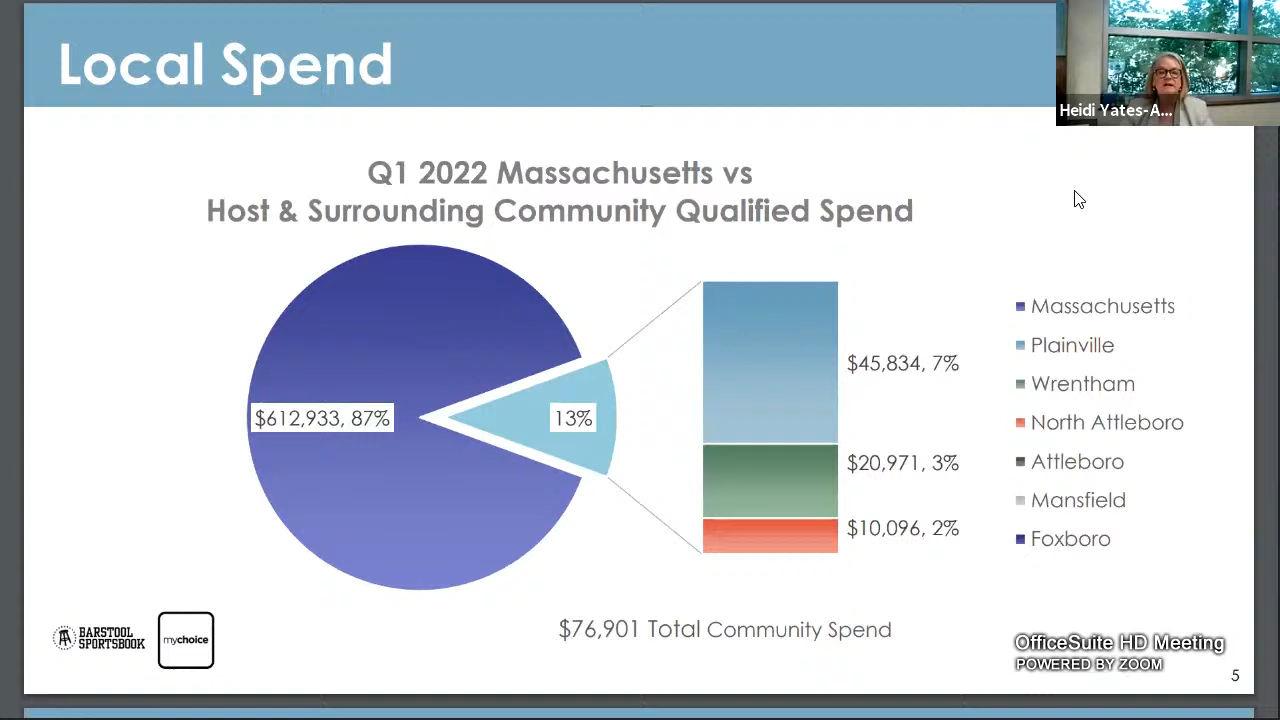 Local Spend
Heidi Yates-A...
Q1 2022 Massachusetts vs
Host & Surrounding Community Qualified Spend
$612,933, 87%
13%
$45,834, 7%
$20,971, 3%
$10,096, 2%
Massachusetts
Plainville
Wrentham
North Attleboro
Attleboro
Mansfield
Foxboro
$76,901 Total Community Spend
BARSTOOL
SPORTSBOOK
mychoice
OfficeSuite HD Meeting
POWERED BY ZOOM
5